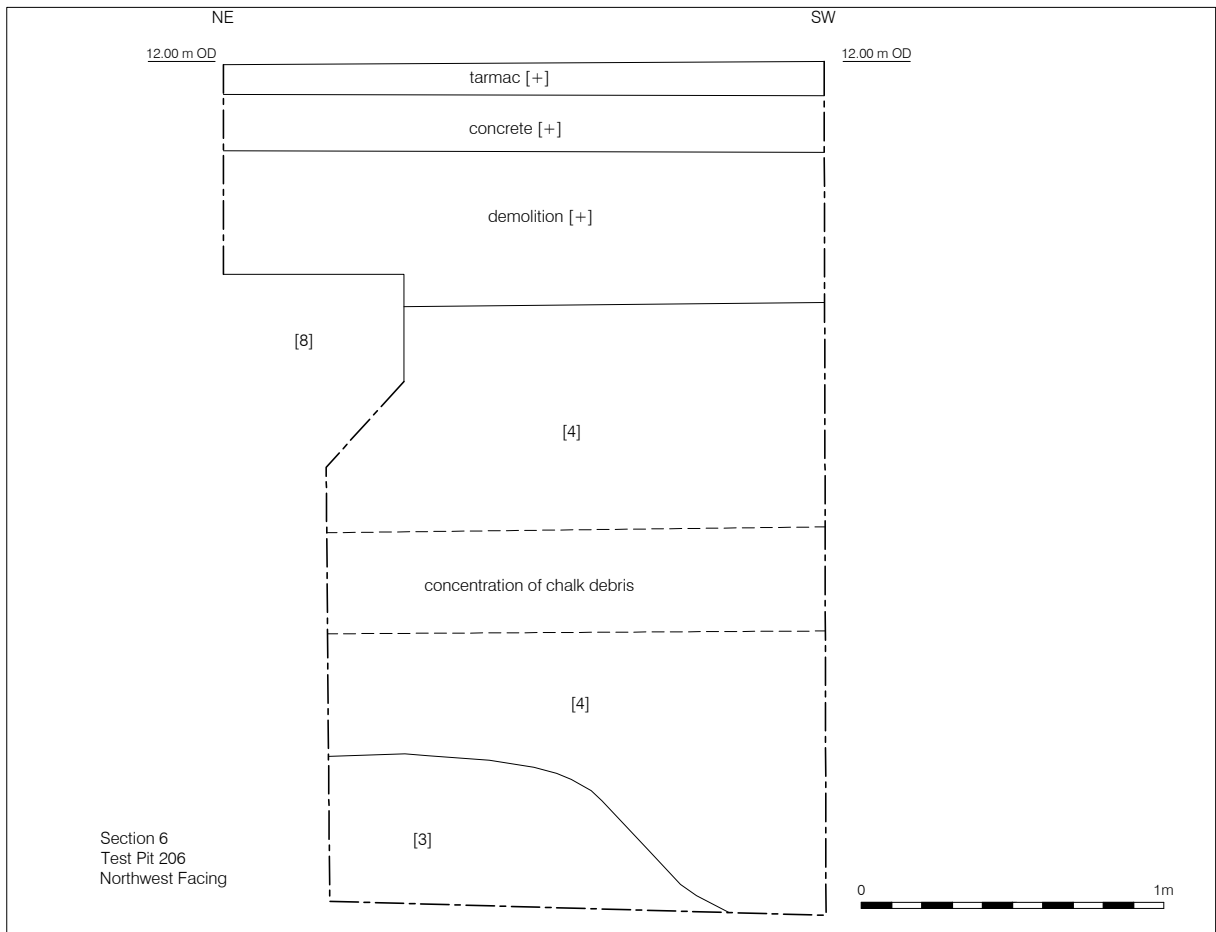 NE
SW
12.00 m OD
12.00 m OD
tarmac [+]
concrete [+]
demolition [+]
[8]
[4]
concentration of chalk debris
[4]
[3]
Section 6
Test Pit 206
Northwest Facing
0
1m